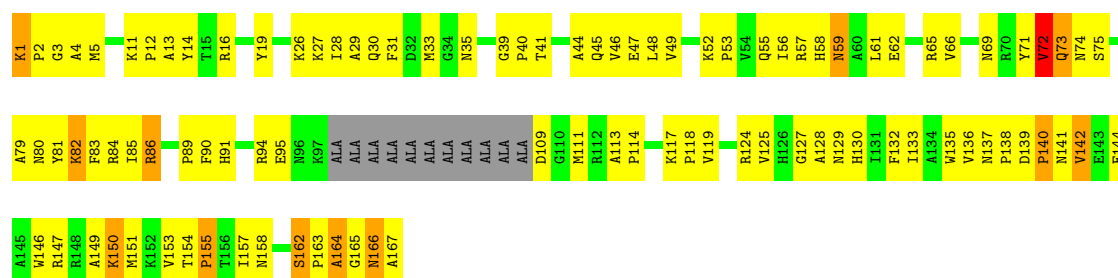 K1 P2 G3 A4 M5 K11 P12 A13 Y14 T15 R16 Y19 K26 K27 I28 A29 Q30 F31 D32 M33 G34 N35 G39 P40 T41 A44 Q45 V46 E47 L48 V49 K52 P53 V54 Q55 I56 R57 H58 N59 A60 L61 E62 R65 V66 N69 R70 Y71 V72 Q73 N74 S75
A79 N80 Y81 K82 F83 R84 I85 R86 P89 F90 H91 R94 E95 N96 K97 ALA ALA ALA ALA ALA ALA ALA ALA ALA D109 G110 M111 R112 A113 P114 K117 P118 V119 R124 V125 H126 G127 A128 N129 H130 I131 F132 I133 A134 W135 V136 N137 P138 D139 P140 N141 V142 E143
A145 W146 R147 R148 A149 K150 M151 K152 V153 T154 P155 T156 I157 N158 S162 P163 A164 G165 N166 A167